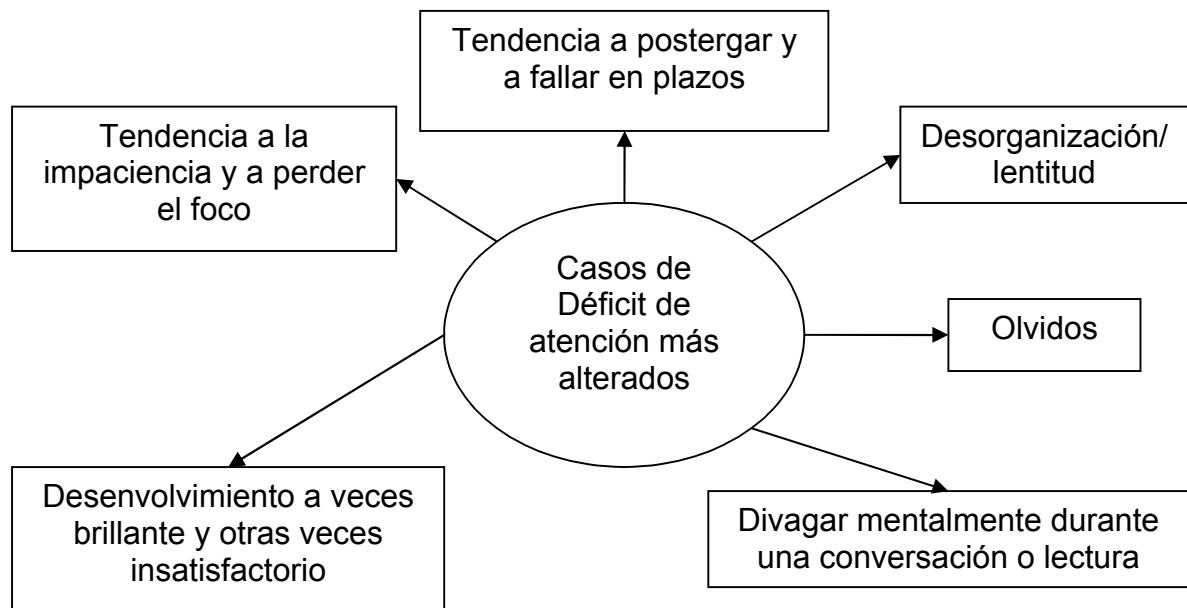 Tendencia a postergar y
a fallar en plazos
Tendencia a la
impaciencia y a perder
el foco
Desorganización/
lentitud
Casos de
Déficit de
atención más
alterados
Olvidos
Desenvolvimiento a veces
brillante y otras veces
insatisfactorio
Divagar mentalmente durante
una conversación o lectura